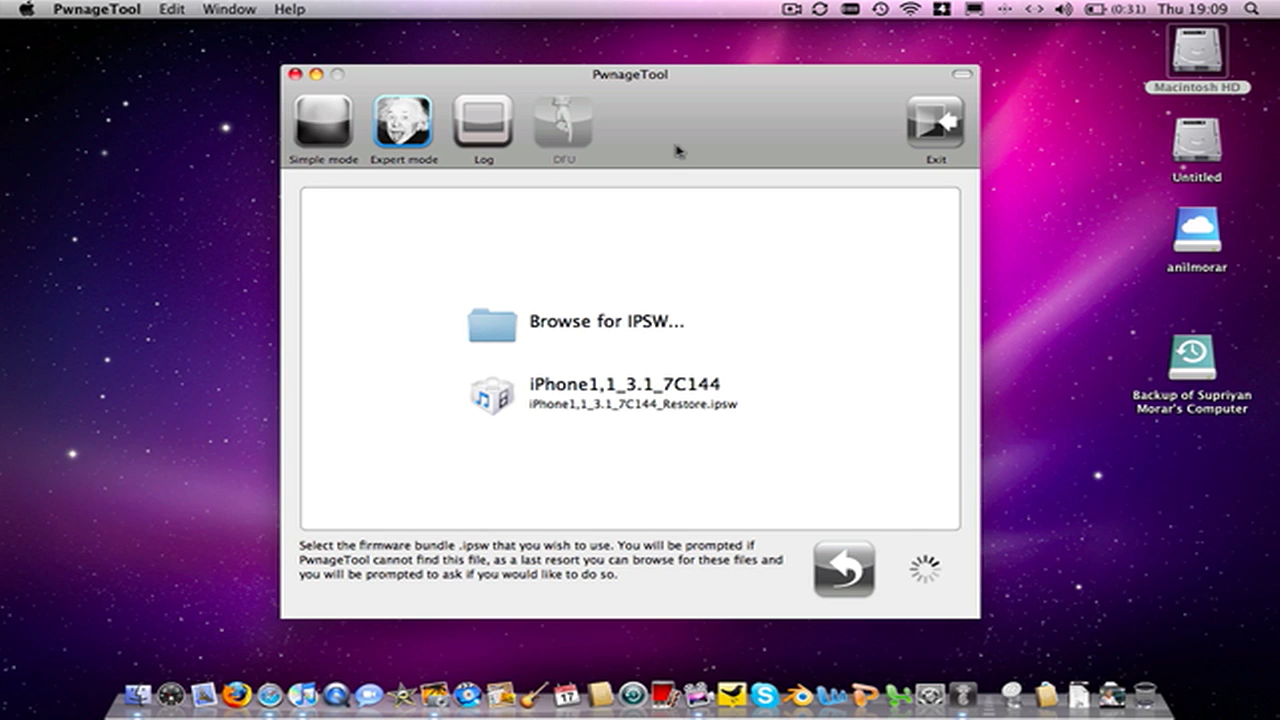 PwnageTool Edit Window Help
(0:31) Thu 19:09
PwnageTool
Simple mode Expert mode Log DFU Exit
Macintosh HD
Untitled
anilmorar
Backup of Supriyan
Morar's Computer
Browse for IPSW...
iPhone1,1_3.1_7C144
iPhone1,1_3.1_7C144_Restore.ipsw
Select the firmware bundle .ipsw that you wish to use. You will be prompted if
PwnageTool cannot find this file, as a last resort you can browse for these files and
you will be prompted to ask if you would like to do so.
17